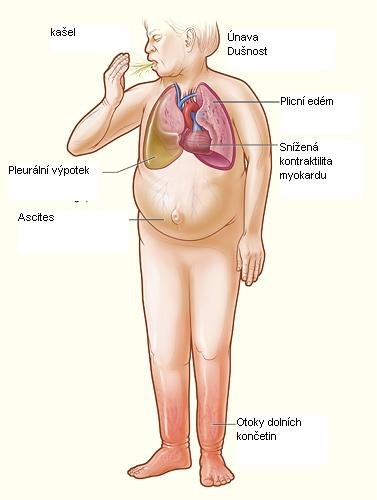 kašel
Únava
Dušnost
Plicní edém
Snížená
kontraktilita
myokardu
Pleurální výpotek
Ascites
Otoky dolních
končetin